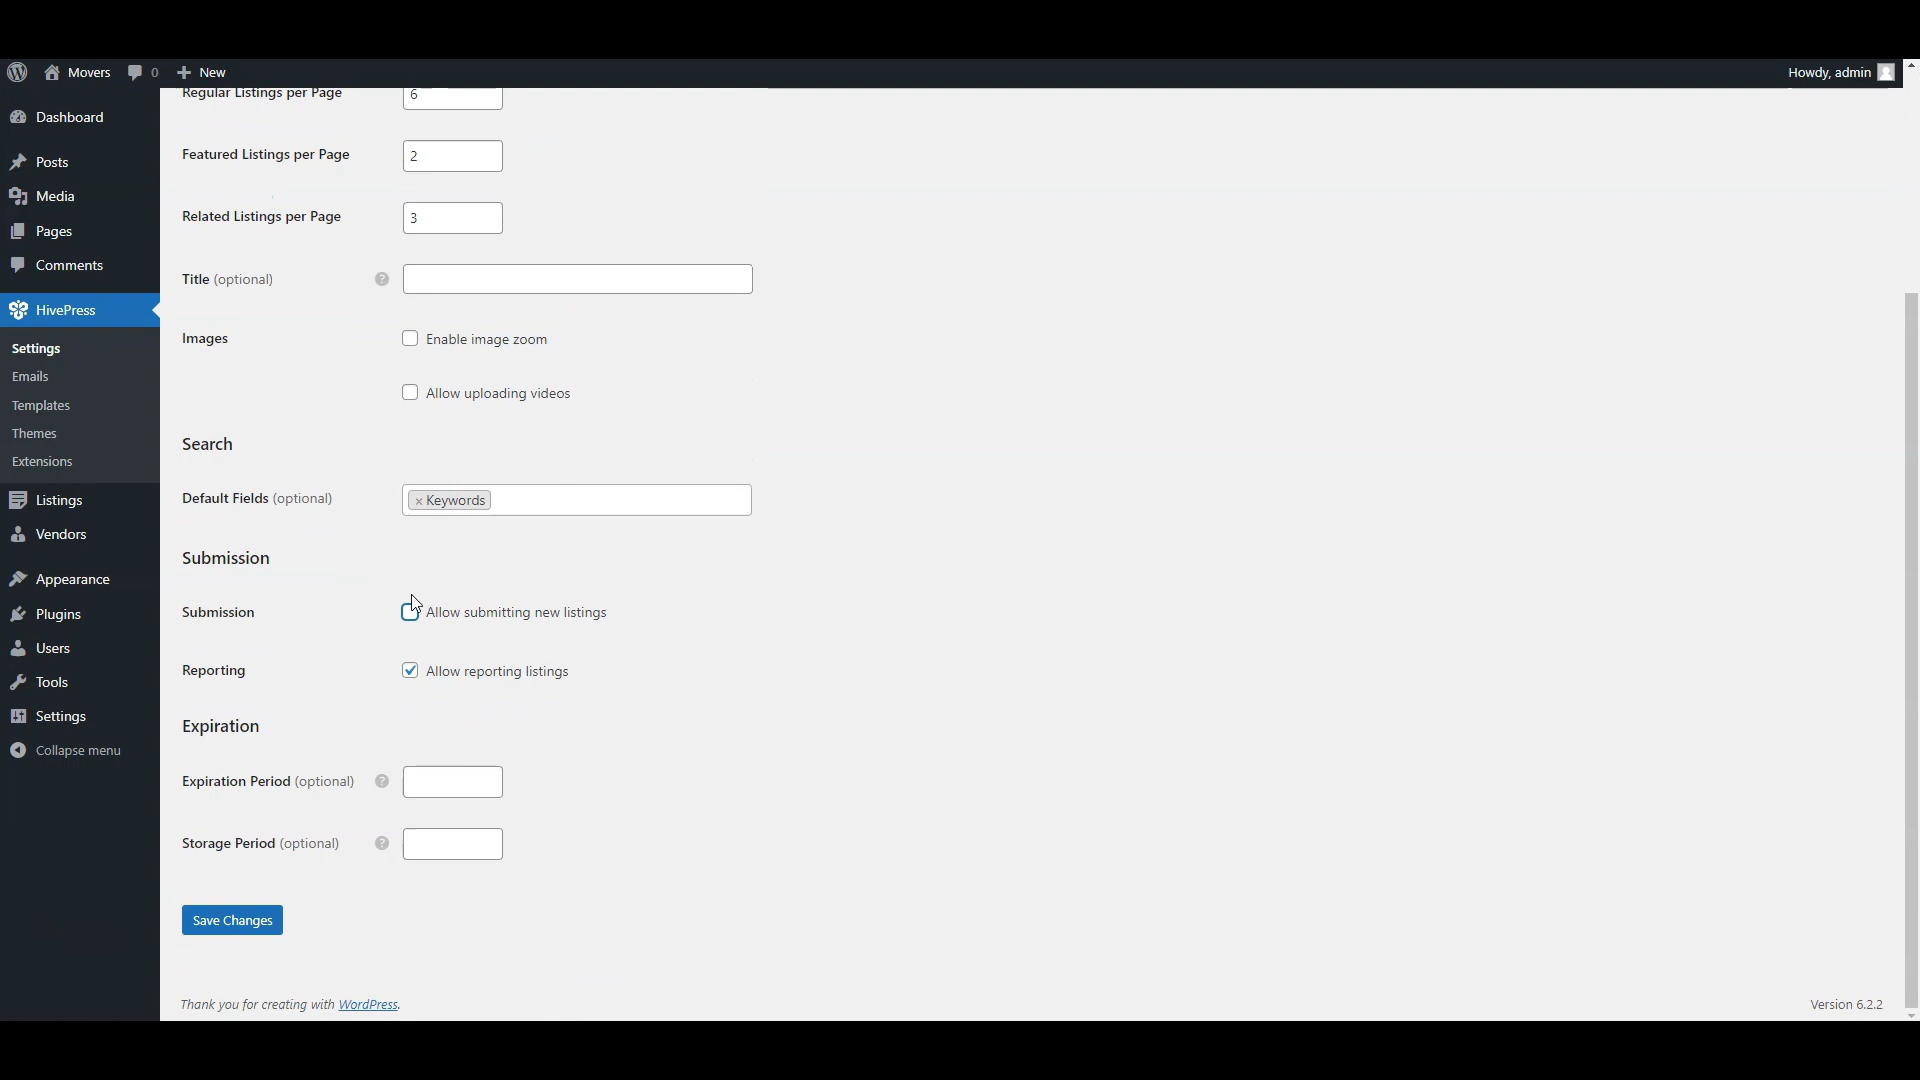 Movers 0 New Howdy, admin
Dashboard
Posts
Media
Pages
Comments
HivePress
Settings
Emails
Templates
Themes
Extensions
Listings
Vendors
Appearance
Plugins
Users
Tools
Settings
Collapse menu
Regular Listings per Page 6
Featured Listings per Page 2
Related Listings per Page 3
Title (optional) ?
Images Enable image zoom
Allow uploading videos
Search
Default Fields (optional) × Keywords
Submission
Submission Allow submitting new listings
Reporting Allow reporting listings
Expiration
Expiration Period (optional) ?
Storage Period (optional) ?
Save Changes
Thank you for creating with WordPress. Version 6.2.2